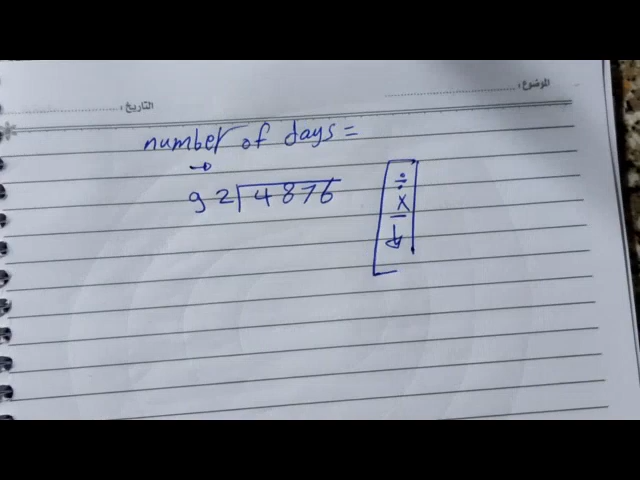 الموضوع:
التاريخ:
number of days =
92 4876
÷
×
−
↓